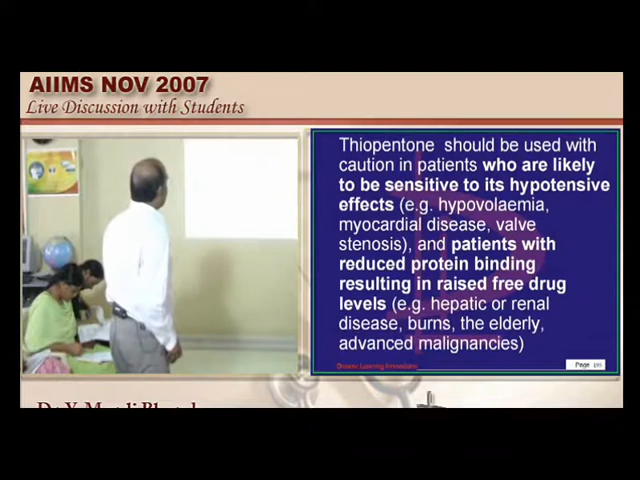 AIIMS NOV 2007
Live Discussion with Students
Thiopentone should be used with
caution in patients who are likely
to be sensitive to its hypotensive
effects (e.g. hypovolaemia,
myocardial disease, valve
stenosis), and patients with
reduced protein binding
resulting in raised free drug
levels (e.g. hepatic or renal
disease, burns, the elderly,
advanced malignancies)
Page